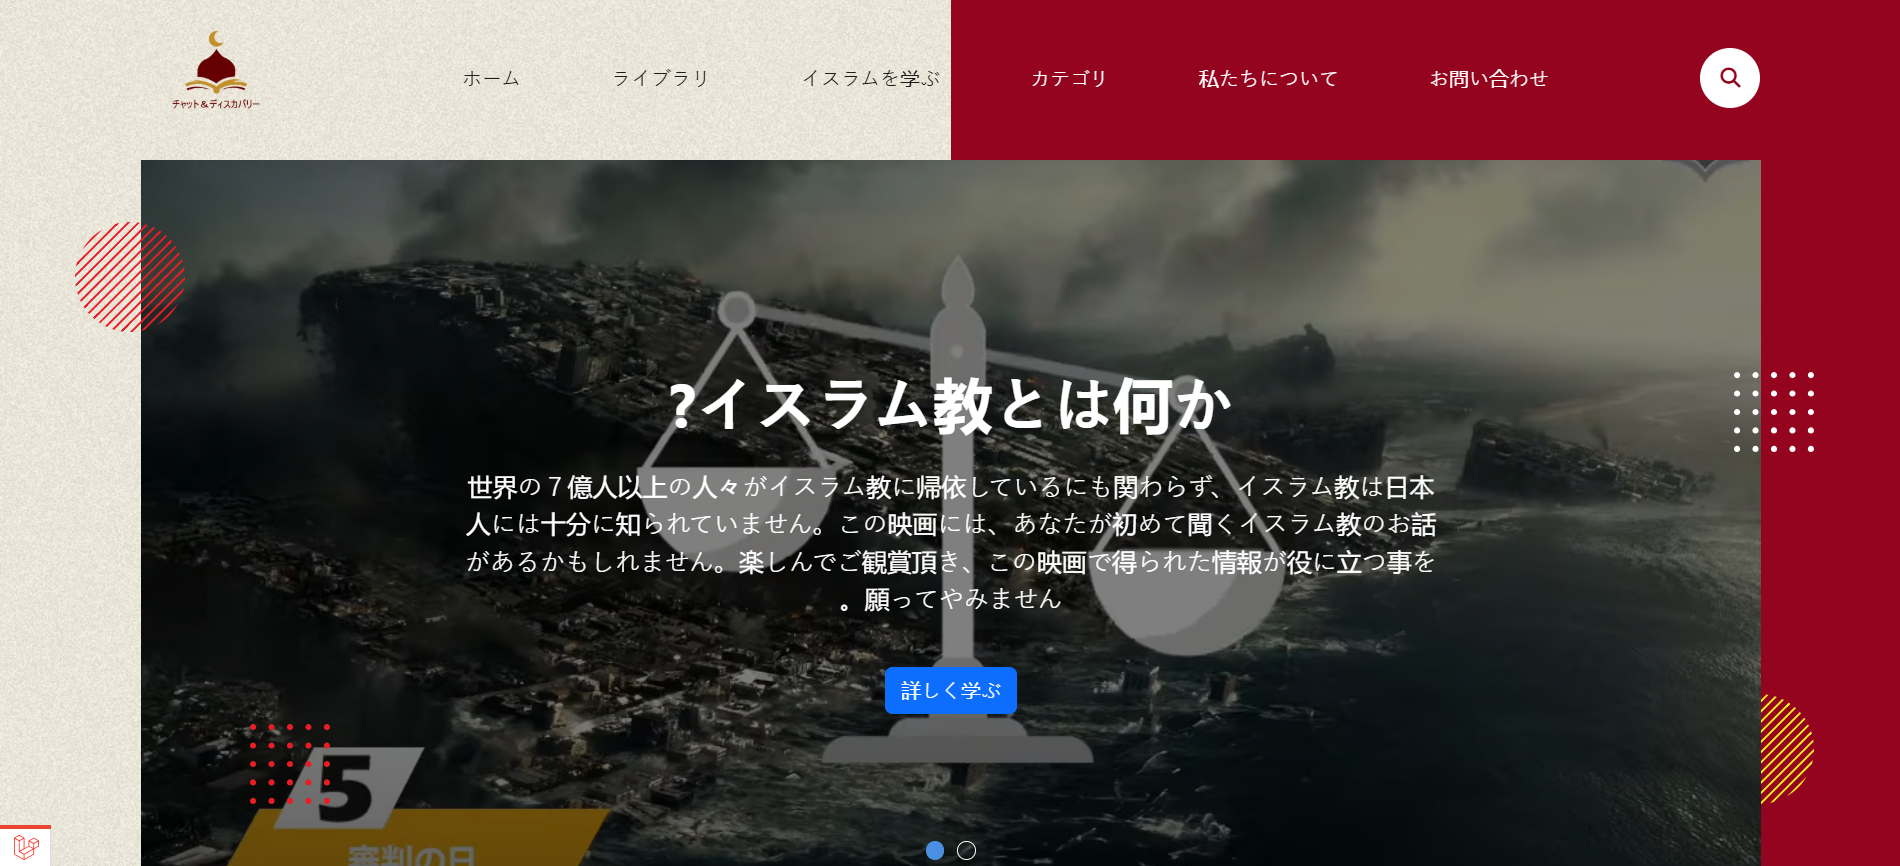 チャット&ディスカバリー
ホーム
ライブラリ
イスラムを学ぶ
カテゴリ
私たちについて
お問い合わせ
?イスラム教とは何か
世界の７億人以上の人々がイスラム教に帰依しているにも関わらず、イスラム教は日本
人には十分に知られていません。この映画には、あなたが初めて聞くイスラム教のお話
があるかもしれません。楽しんでご観賞頂き、この映画で得られた情報が役に立つ事を
。願ってやみません
詳しく学ぶ
5
審判の日